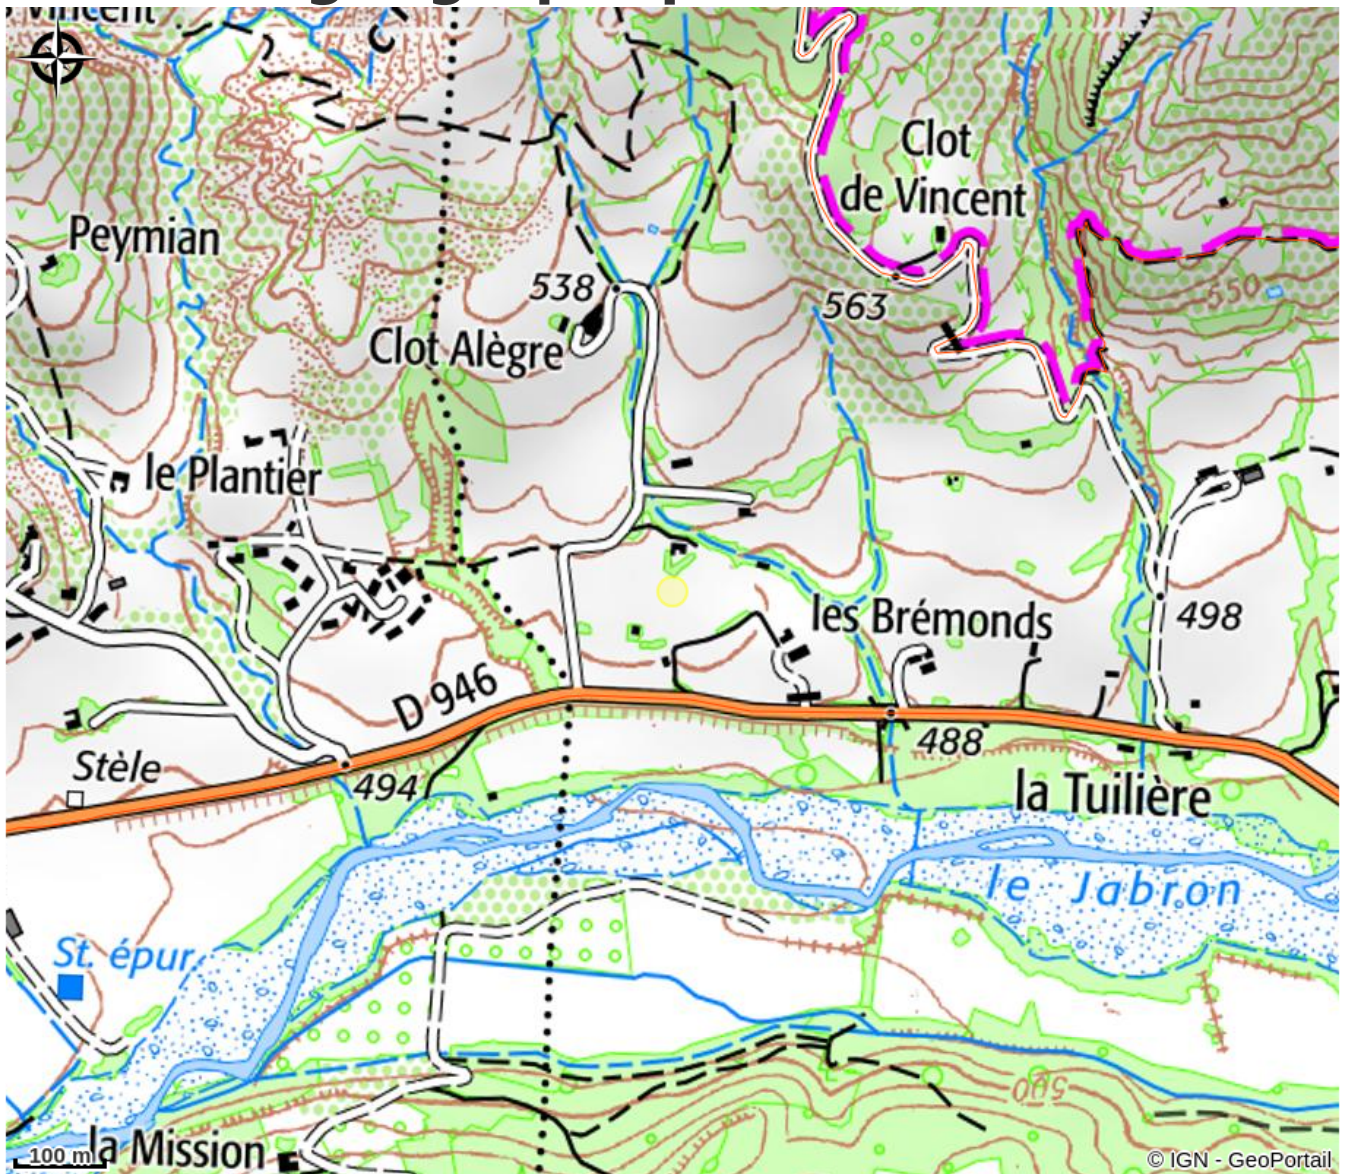 Vincent
Clot
de Vincent
Peymian
538
563
550
Clot Alègre
le Plantier
les Brémonds
498
D 946
488
Stèle
494
la Tuilière
le Jabron
St. épur.
500
la Mission
100 m
© IGN - GeoPortail